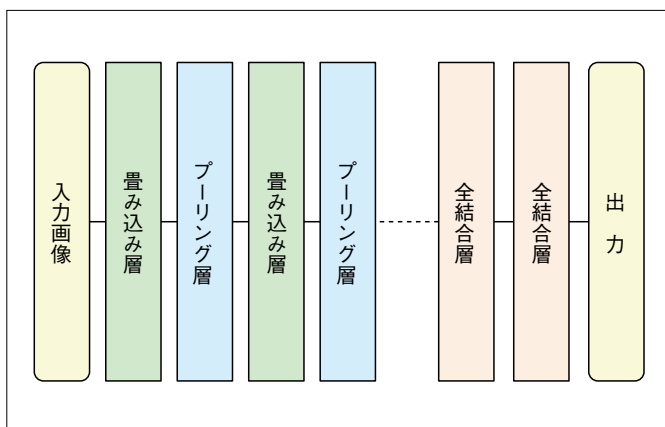 入力画像
畳み込み層
プーリング層
畳み込み層
プーリング層
全結合層
全結合層
出力